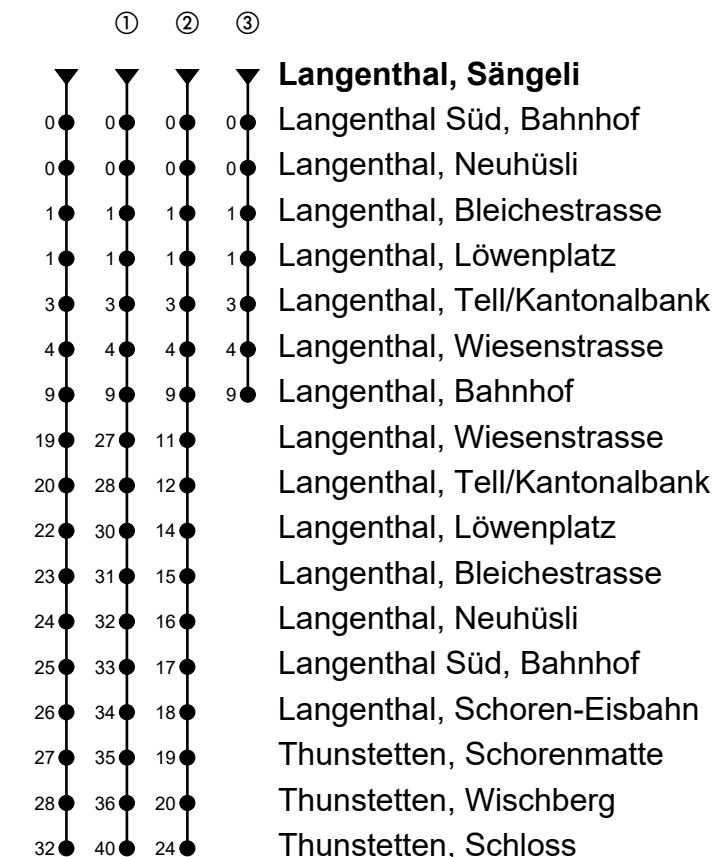 ① ② ③
Langenthal, Sängeli
0 0 0 0 Langenthal Süd, Bahnhof
0 0 0 0 Langenthal, Neuhüsli
1 1 1 1 Langenthal, Bleichestrasse
1 1 1 1 Langenthal, Löwenplatz
3 3 3 3 Langenthal, Tell/Kantonalbank
4 4 4 4 Langenthal, Wiesenstrasse
9 9 9 9 Langenthal, Bahnhof
19 27 11 Langenthal, Wiesenstrasse
20 28 12 Langenthal, Tell/Kantonalbank
22 30 14 Langenthal, Löwenplatz
23 31 15 Langenthal, Bleichestrasse
24 32 16 Langenthal, Neuhüsli
25 33 17 Langenthal Süd, Bahnhof
26 34 18 Langenthal, Schoren-Eisbahn
27 35 19 Thunstetten, Schorenmatte
28 36 20 Thunstetten, Wischberg
32 40 24 Thunstetten, Schloss